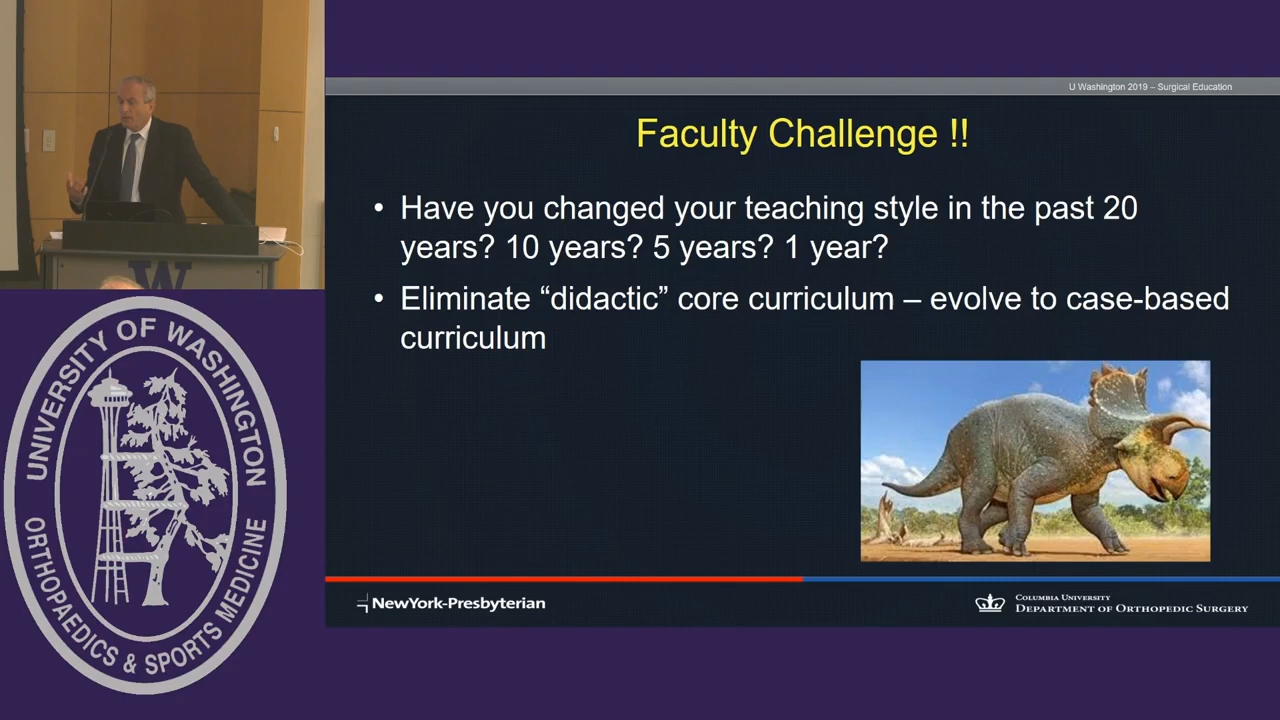 U Washington 2019 – Surgical Education
Faculty Challenge !!
• Have you changed your teaching style in the past 20
years? 10 years? 5 years? 1 year?
• Eliminate “didactic” core curriculum – evolve to case-based
curriculum
NewYork-Presbyterian
COLUMBIA UNIVERSITY
DEPARTMENT OF ORTHOPEDIC SURGERY
W
UNIVERSITY OF WASHINGTON
ORTHOPAEDICS & SPORTS MEDICINE